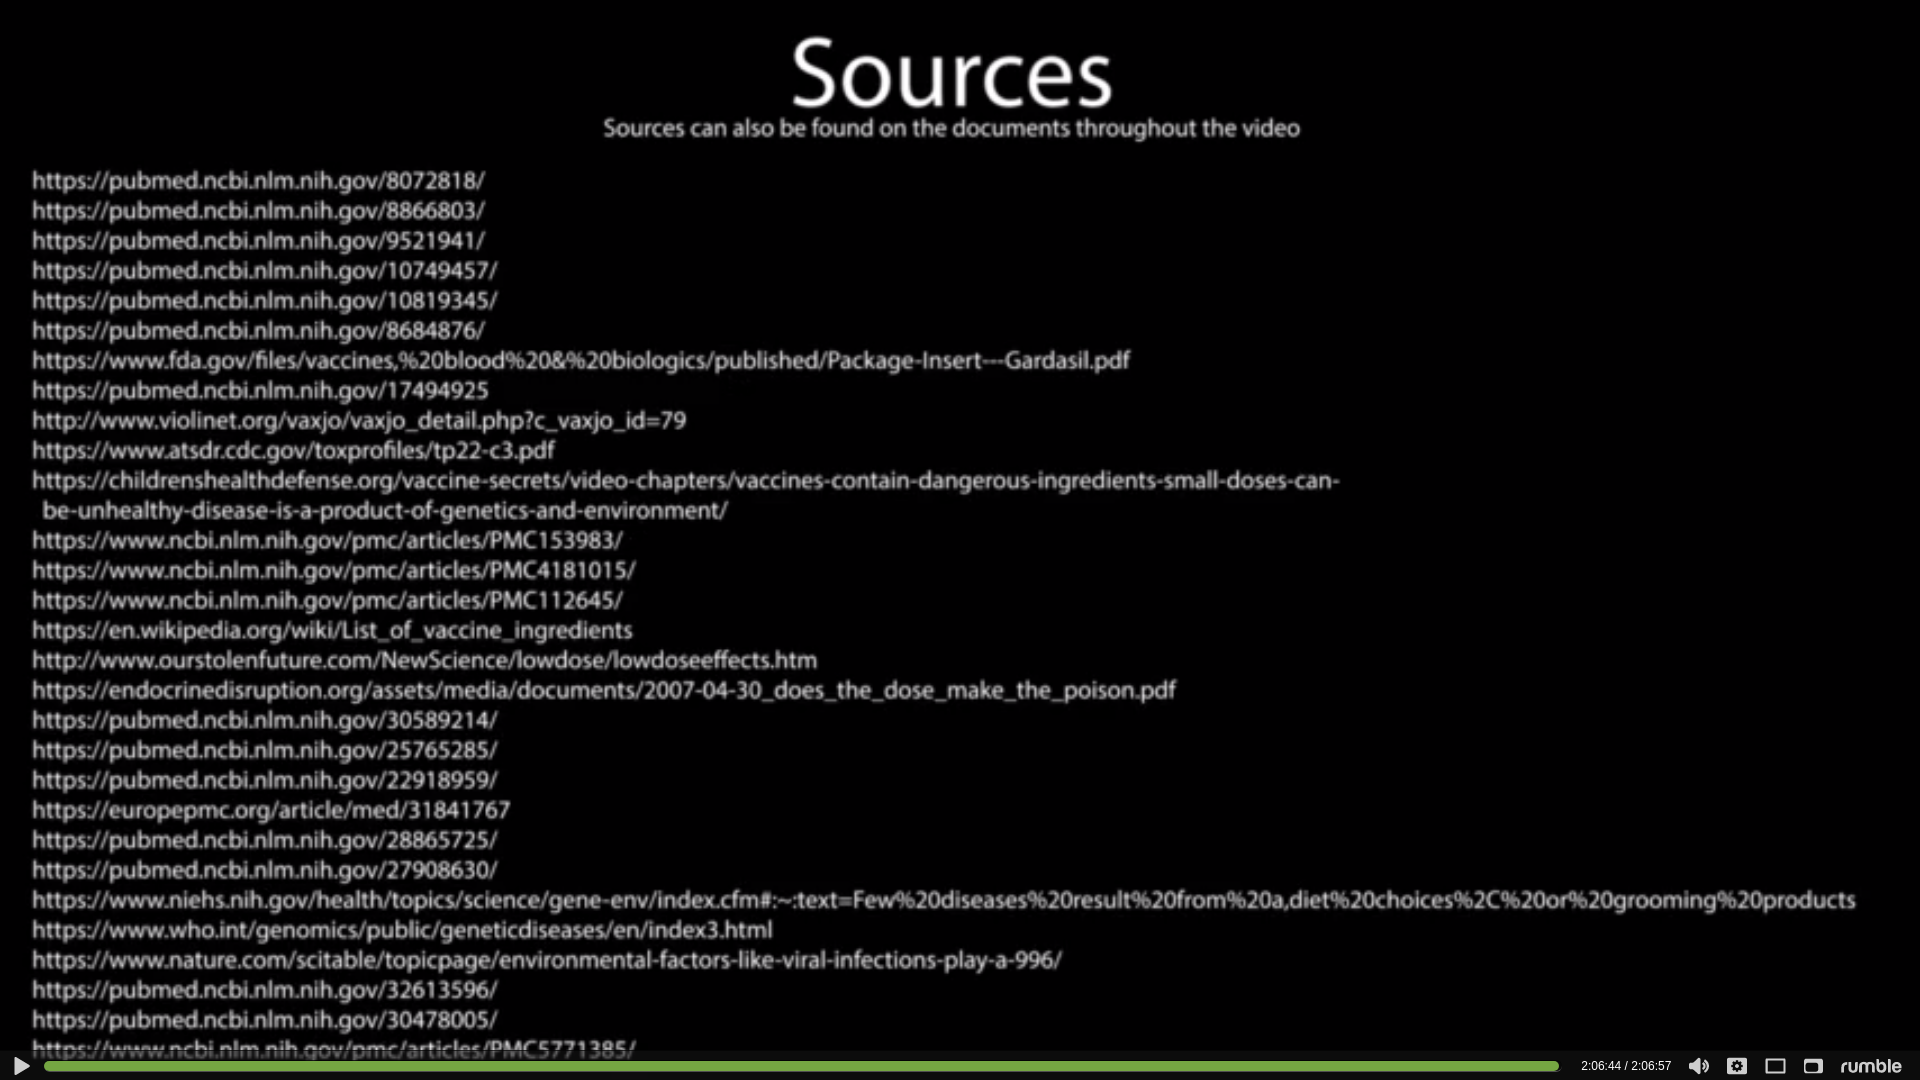 Sources
Sources can also be found on the documents throughout the video
https://pubmed.ncbi.nlm.nih.gov/8072818/
https://pubmed.ncbi.nlm.nih.gov/8866803/
https://pubmed.ncbi.nlm.nih.gov/9521941/
https://pubmed.ncbi.nlm.nih.gov/10749457/
https://pubmed.ncbi.nlm.nih.gov/10819345/
https://pubmed.ncbi.nlm.nih.gov/8684876/
https://www.fda.gov/files/vaccines,%20blood%20&%20biologics/published/Package-Insert---Gardasil.pdf
https://pubmed.ncbi.nlm.nih.gov/17494925
http://www.violinet.org/vaxjo/vaxjo_detail.php?c_vaxjo_id=79
https://www.atsdr.cdc.gov/toxprofiles/tp22-c3.pdf
https://childrenshealthdefense.org/vaccine-secrets/video-chapters/vaccines-contain-dangerous-ingredients-small-doses-can-
be-unhealthy-disease-is-a-product-of-genetics-and-environment/
https://www.ncbi.nlm.nih.gov/pmc/articles/PMC153983/
https://www.ncbi.nlm.nih.gov/pmc/articles/PMC4181015/
https://www.ncbi.nlm.nih.gov/pmc/articles/PMC112645/
https://en.wikipedia.org/wiki/List_of_vaccine_ingredients
http://www.ourstolenfuture.com/NewScience/lowdose/lowdoseeffects.htm
https://endocrinedisruption.org/assets/media/documents/2007-04-30_does_the_dose_make_the_poison.pdf
https://pubmed.ncbi.nlm.nih.gov/30589214/
https://pubmed.ncbi.nlm.nih.gov/25765285/
https://pubmed.ncbi.nlm.nih.gov/22918959/
https://europepmc.org/article/med/31841767
https://pubmed.ncbi.nlm.nih.gov/28865725/
https://pubmed.ncbi.nlm.nih.gov/27908630/
https://www.niehs.nih.gov/health/topics/science/gene-env/index.cfm#:~:text=Few%20diseases%20result%20from%20a,diet%20choices%2C%20or%20grooming%20products
https://www.who.int/genomics/public/geneticdiseases/en/index3.html
https://www.nature.com/scitable/topicpage/environmental-factors-like-viral-infections-play-a-996/
https://pubmed.ncbi.nlm.nih.gov/32613596/
https://pubmed.ncbi.nlm.nih.gov/30478005/
https://www.ncbi.nlm.nih.gov/pmc/articles/PMC5771385/
2:06:44 / 2:06:57
rumble